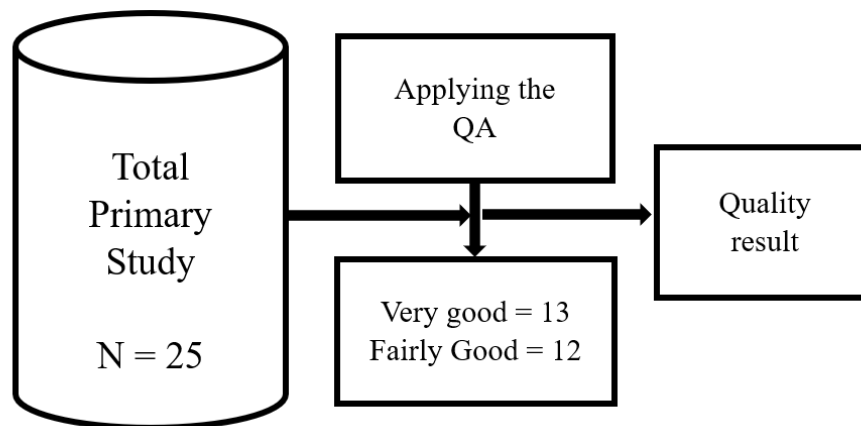 Total
Primary
Study
N = 25
Applying the
QA
Very good = 13
Fairly Good = 12
Quality
result